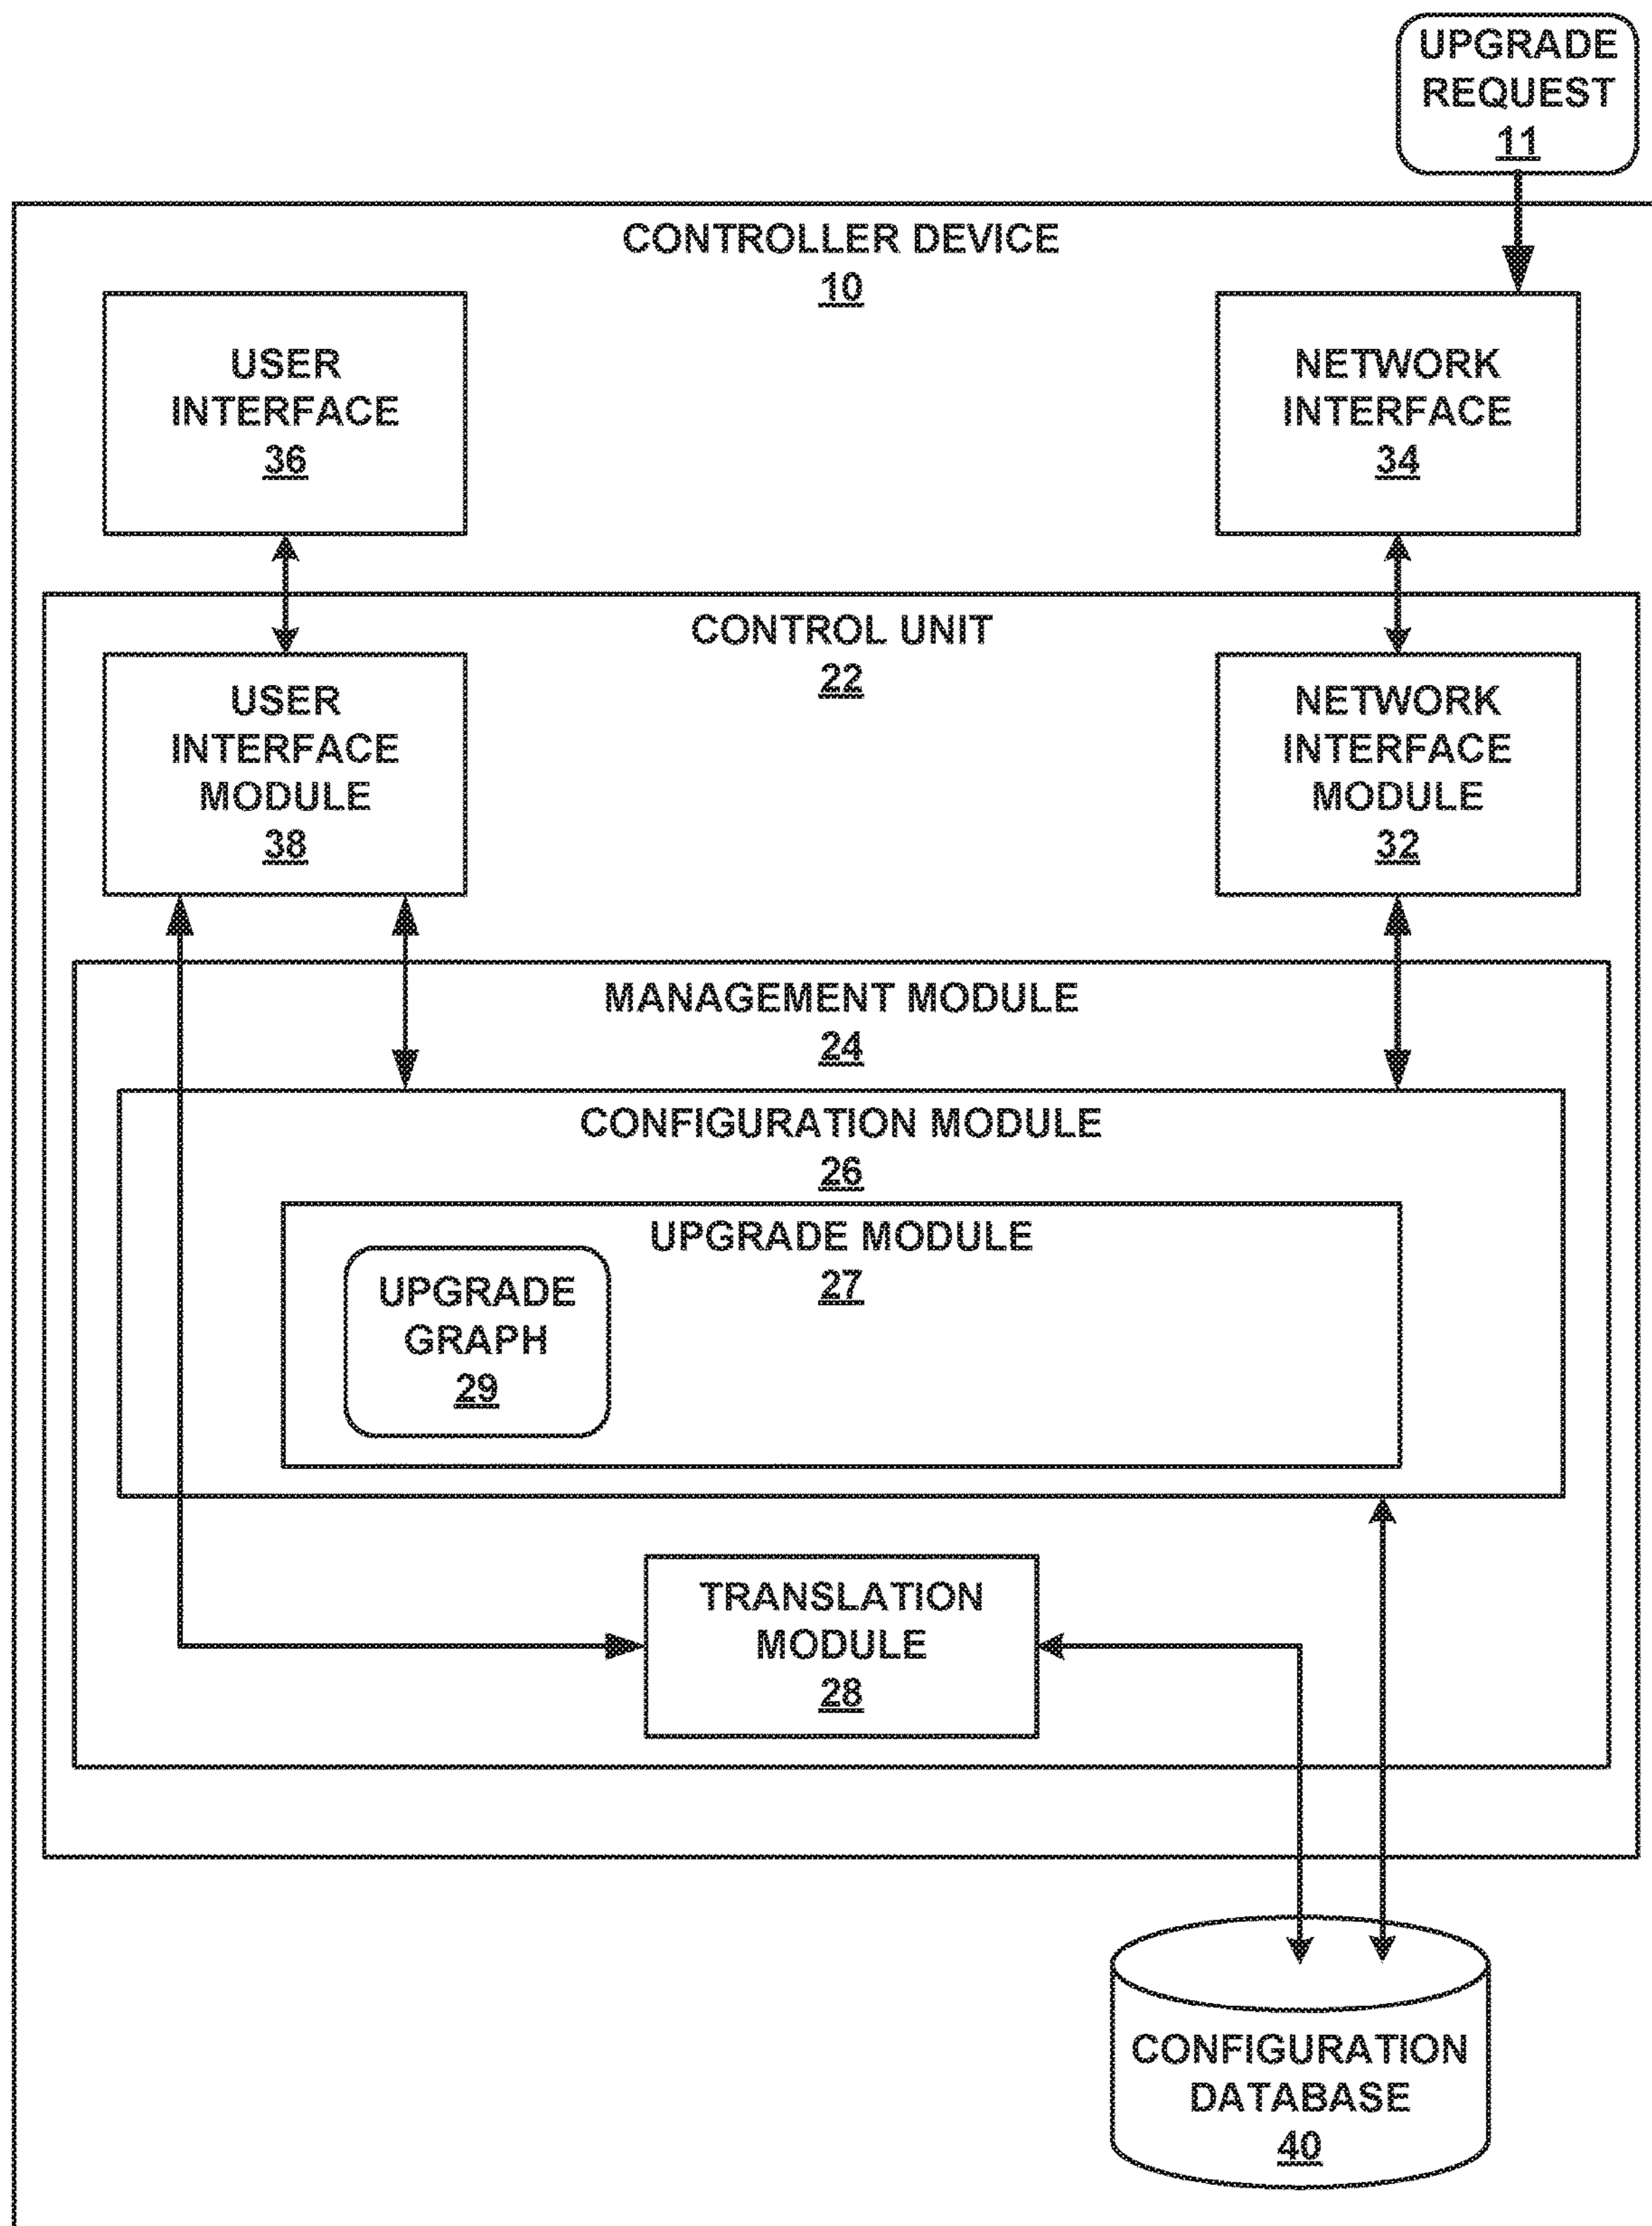 UPGRADE
REQUEST
11
CONTROLLER DEVICE
10
USER
INTERFACE
36
NETWORK
INTERFACE
34
CONTROL UNIT
22
USER
INTERFACE
MODULE
38
NETWORK
INTERFACE
MODULE
32
MANAGEMENT MODULE
24
CONFIGURATION MODULE
26
UPGRADE MODULE
27
UPGRADE
GRAPH
29
TRANSLATION
MODULE
28
CONFIGURATION
DATABASE
40